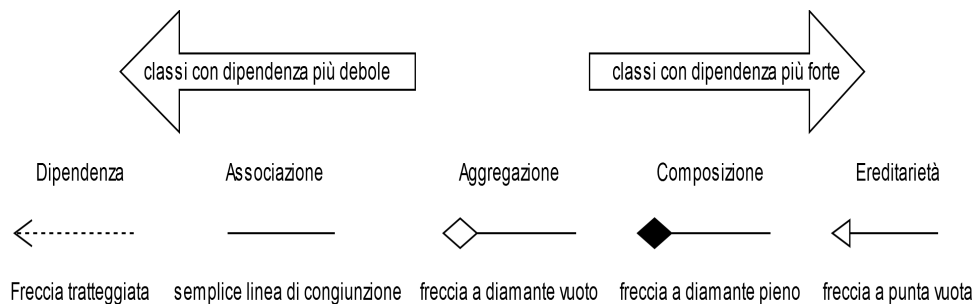 classi con dipendenza più debole
classi con dipendenza più forte
Dipendenza
Associazione
Aggregazione
Composizione
Ereditarietà
Freccia tratteggiata
semplice linea di congiunzione
freccia a diamante vuoto
freccia a diamante pieno
freccia a punta vuota